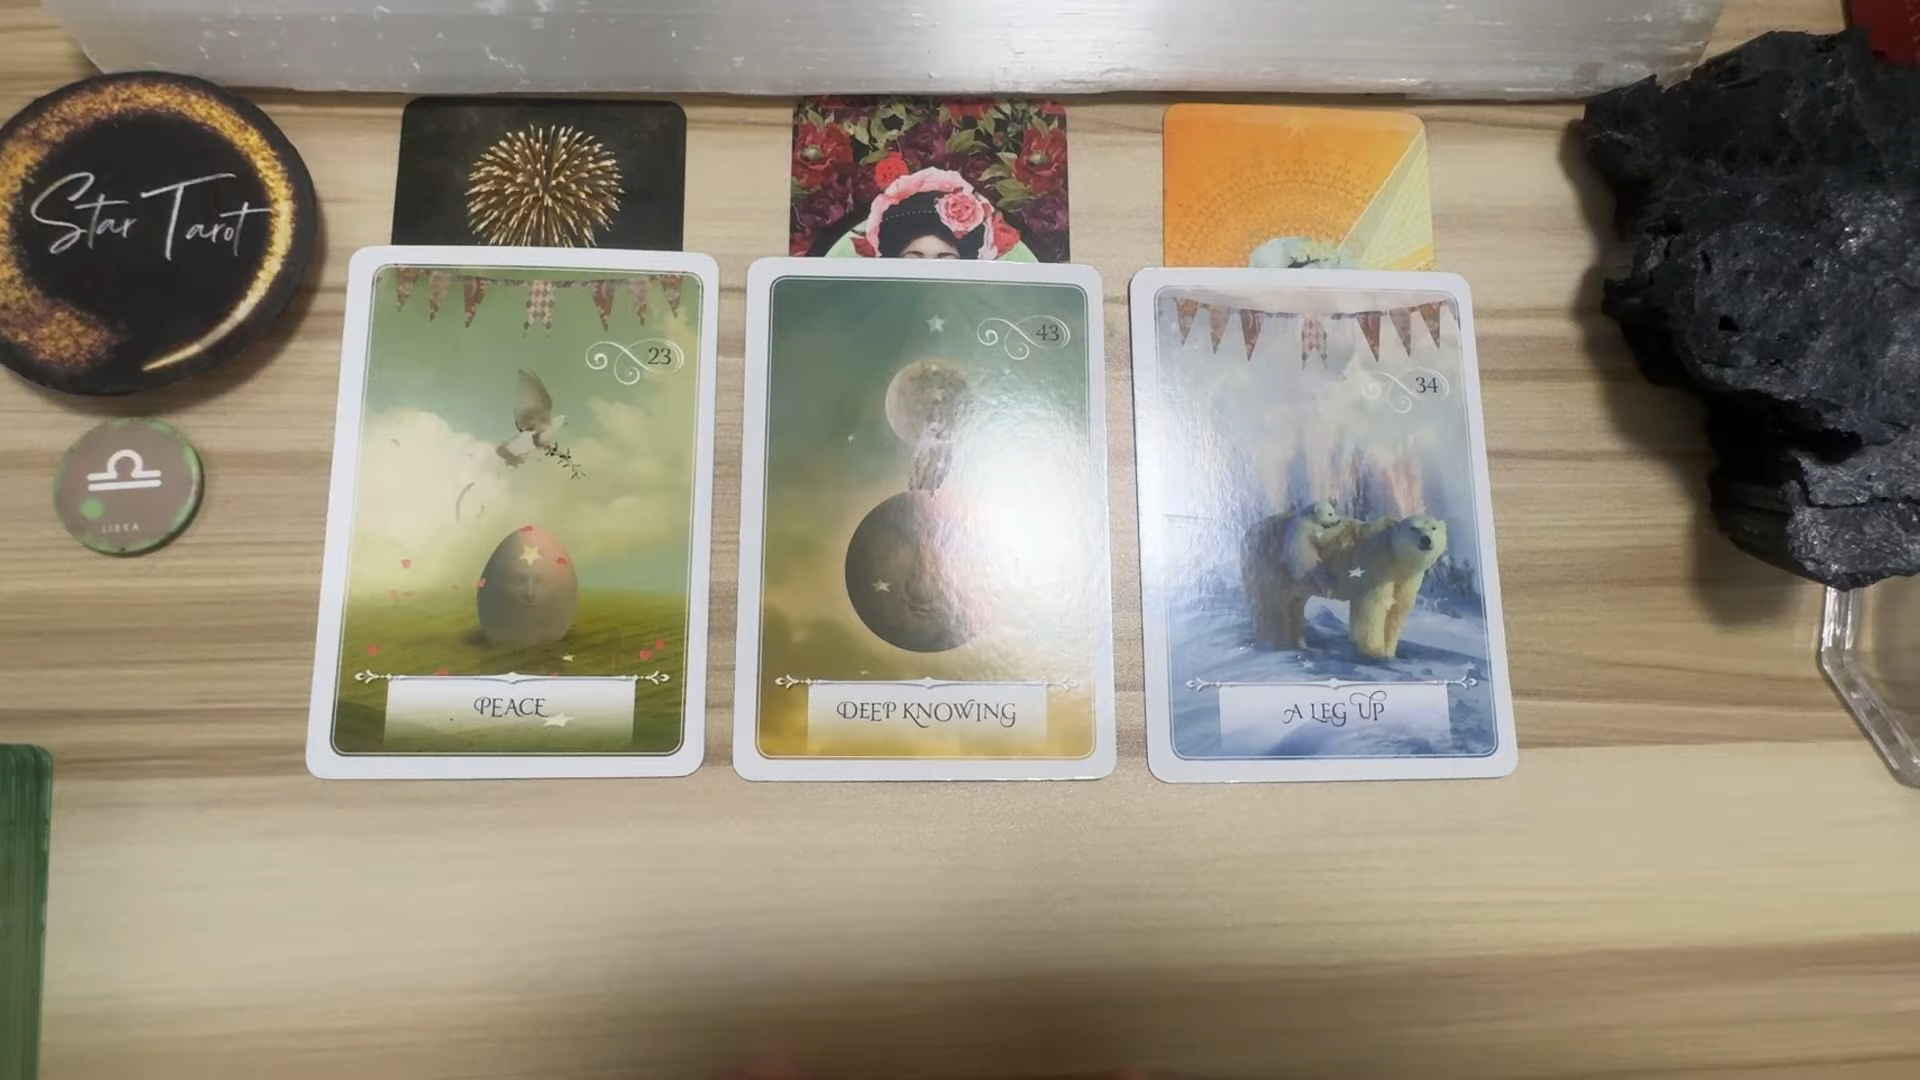 Star Tarot
LIBRA
23
PEACE
43
DEEP KNOWING
34
A LEG UP